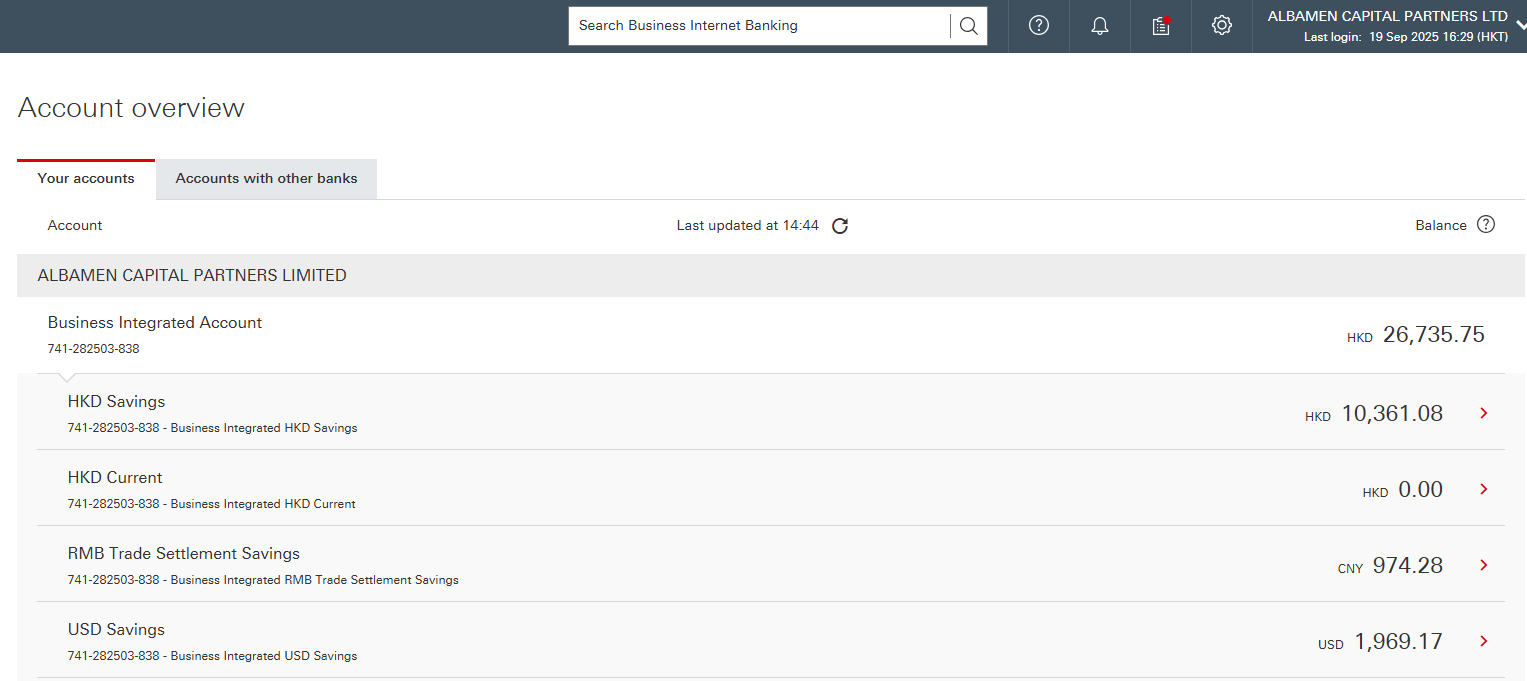 Search Business Internet Banking
ALBAMEN CAPITAL PARTNERS LTD
Last login: 19 Sep 2025 16:29 (HKT)
Account overview
Your accounts Accounts with other banks
Account Last updated at 14:44 Balance
ALBAMEN CAPITAL PARTNERS LIMITED
Business Integrated Account
741-282503-838
HKD 26,735.75
HKD Savings
741-282503-838 - Business Integrated HKD Savings
HKD 10,361.08
HKD Current
741-282503-838 - Business Integrated HKD Current
HKD 0.00
RMB Trade Settlement Savings
741-282503-838 - Business Integrated RMB Trade Settlement Savings
CNY 974.28
USD Savings
741-282503-838 - Business Integrated USD Savings
USD 1,969.17